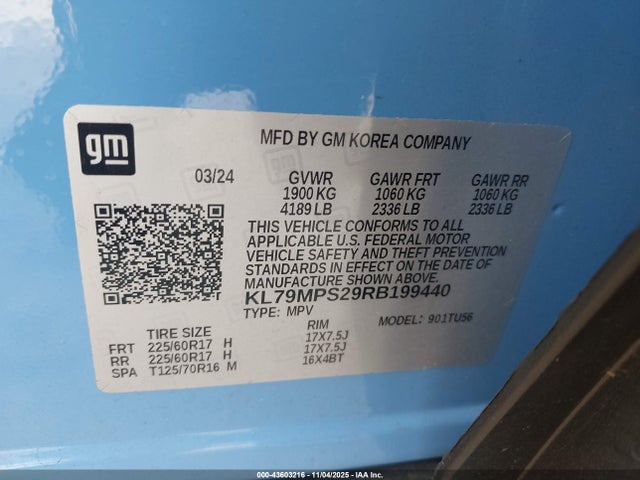 gm
MFD BY GM KOREA COMPANY
03/24 GVWR GAWR FRT GAWR RR
1900 KG 1060 KG 1060 KG
4189 LB 2336 LB 2336 LB
THIS VEHICLE CONFORMS TO ALL
APPLICABLE U.S. FEDERAL MOTOR
VEHICLE SAFETY AND THEFT PREVENTION
STANDARDS IN EFFECT ON THE DATE OF
MANUFACTURE SHOWN ABOVE.
KL79MPS29RB199440
TYPE: MPV MODEL: 901TU56
TIRE SIZE RIM
FRT 225/60R17 H 17X7.5J
RR 225/60R17 H 17X7.5J
SPA T125/70R16 M 16X4BT
000-43603216 - 11/04/2025 - IAA Inc.